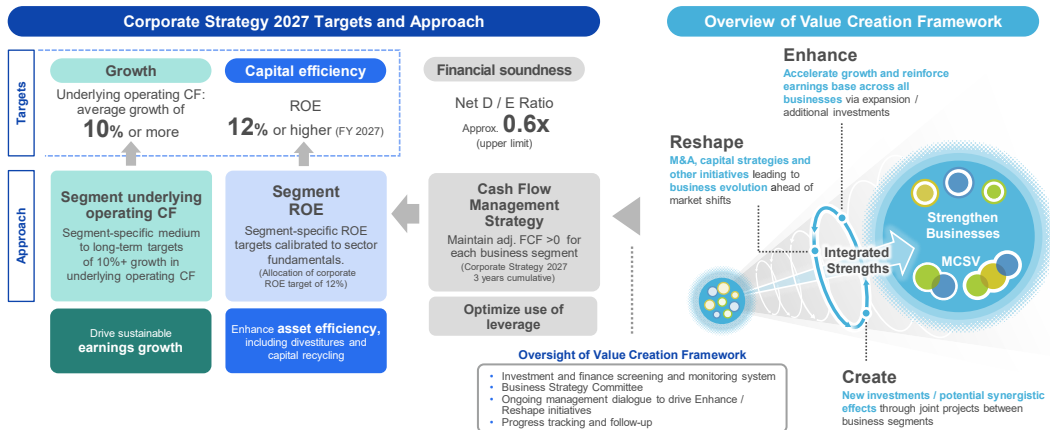 Corporate Strategy 2027 Targets and Approach
Targets
Growth
Underlying operating CF:
average growth of
10% or more
Capital efficiency
ROE
12% or higher (FY 2027)
Financial soundness
Net D / E Ratio
Approx. 0.6x
(upper limit)
Approach
Segment underlying
operating CF
Segment-specific medium
to long-term targets
of 10%+ growth in
underlying operating CF
Segment
ROE
Segment-specific ROE
targets calibrated to sector
fundamentals.
(Allocation of corporate
ROE target of 12%)
Cash Flow
Management
Strategy
Maintain adj. FCF >0 for
each business segment
(Corporate Strategy 2027
3 years cumulative)
Drive sustainable
earnings growth
Enhance asset efficiency,
including divestitures and
capital recycling
Optimize use of
leverage
Oversight of Value Creation Framework
• Investment and finance screening and monitoring system
• Business Strategy Committee
• Ongoing management dialogue to drive Enhance /
Reshape initiatives
• Progress tracking and follow-up
Overview of Value Creation Framework
Enhance
Accelerate growth and reinforce
earnings base across all
businesses via expansion /
additional investments
Reshape
M&A, capital strategies and
other initiatives leading to
business evolution ahead of
market shifts
Integrated
Strengths
Strengthen
Businesses
MCSV
Create
New investments / potential synergistic
effects through joint projects between
business segments